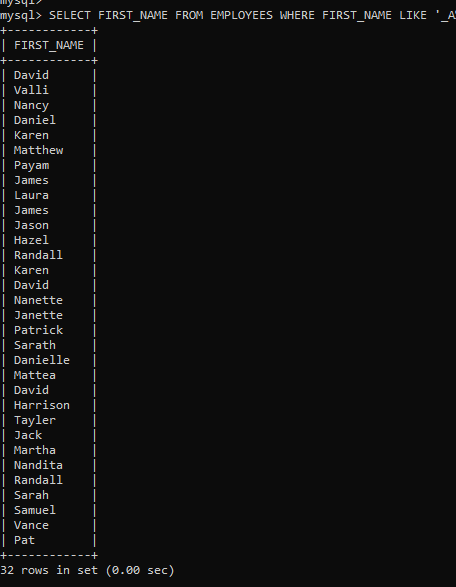 mysql>
mysql> SELECT FIRST_NAME FROM EMPLOYEES WHERE FIRST_NAME LIKE '_A
+------------+
| FIRST_NAME |
+------------+
| David      |
| Valli      |
| Nancy      |
| Daniel     |
| Karen      |
| Matthew    |
| Payam      |
| James      |
| Laura      |
| James      |
| Jason      |
| Hazel      |
| Randall    |
| Karen      |
| David      |
| Nanette    |
| Janette    |
| Patrick    |
| Sarath     |
| Danielle   |
| Mattea     |
| David      |
| Harrison   |
| Tayler     |
| Jack       |
| Martha     |
| Nandita    |
| Randall    |
| Sarah      |
| Samuel     |
| Vance      |
| Pat        |
+------------+
32 rows in set (0.00 sec)